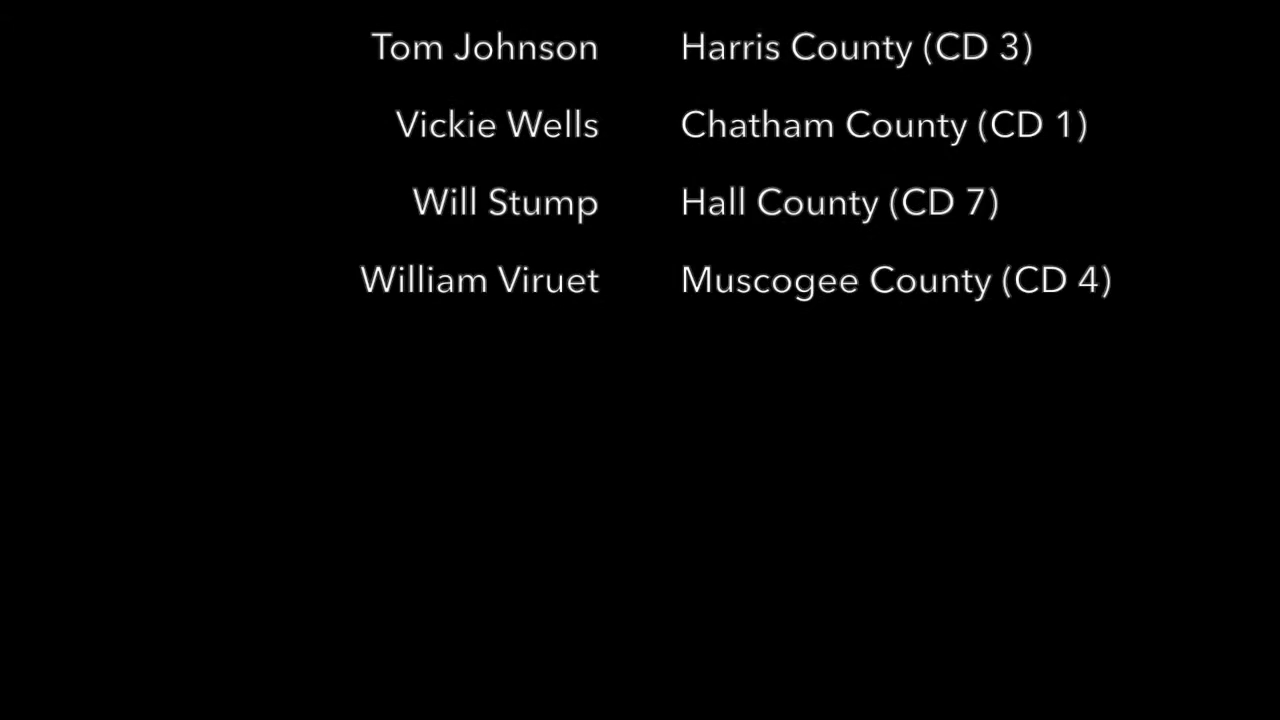 Tom Johnson Harris County (CD 3)
Vickie Wells Chatham County (CD 1)
Will Stump Hall County (CD 7)
William Viruet Muscogee County (CD 4)